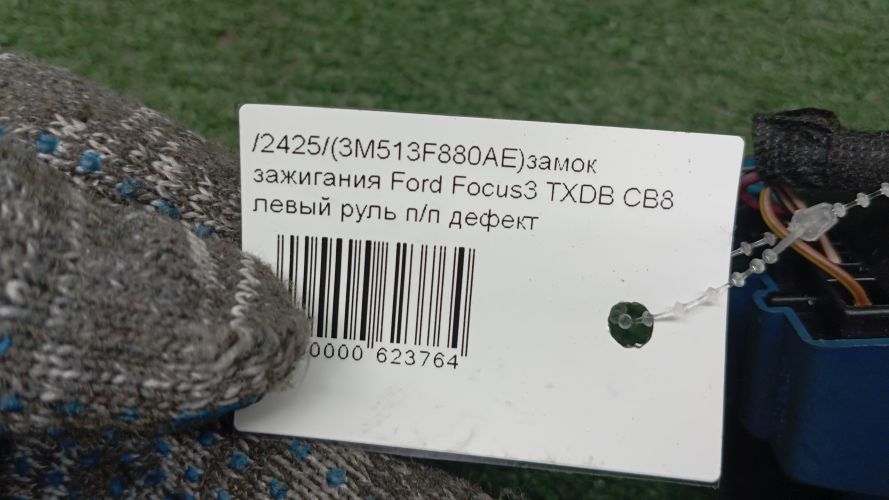 /2425/(3M513F880AE)замок
зажигания Ford Focus3 TXDB CB8
левый руль п/п дефект
0000 623764